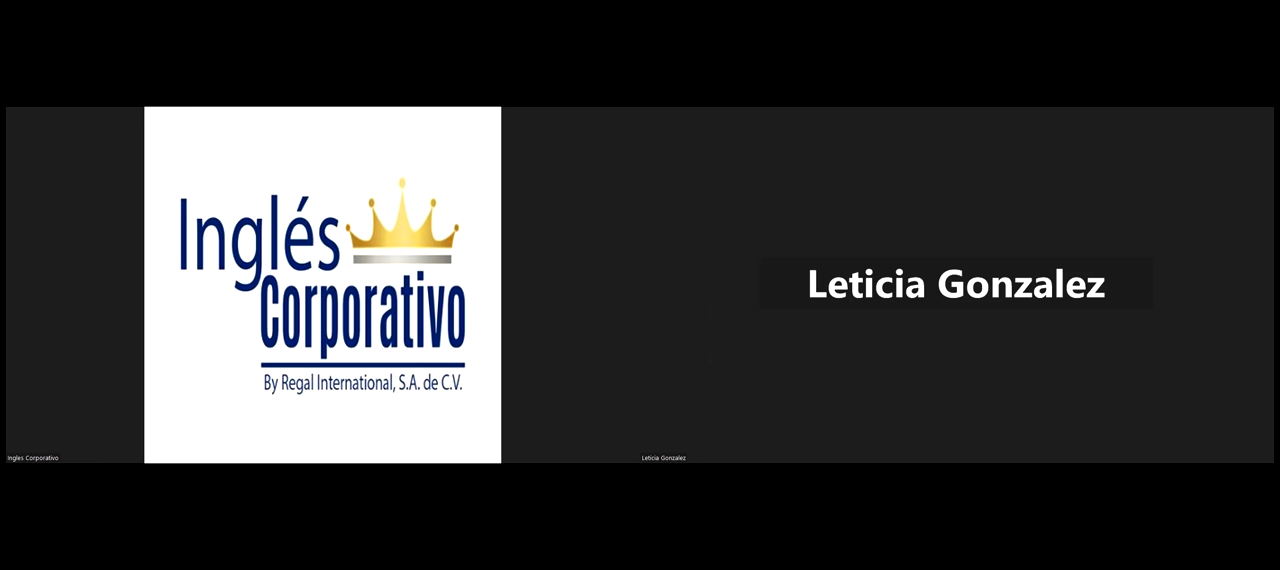 Inglés
Corporativo
By Regal International, S.A. de C.V.
Leticia Gonzalez
Ingles Corporativo
Leticia Gonzalez